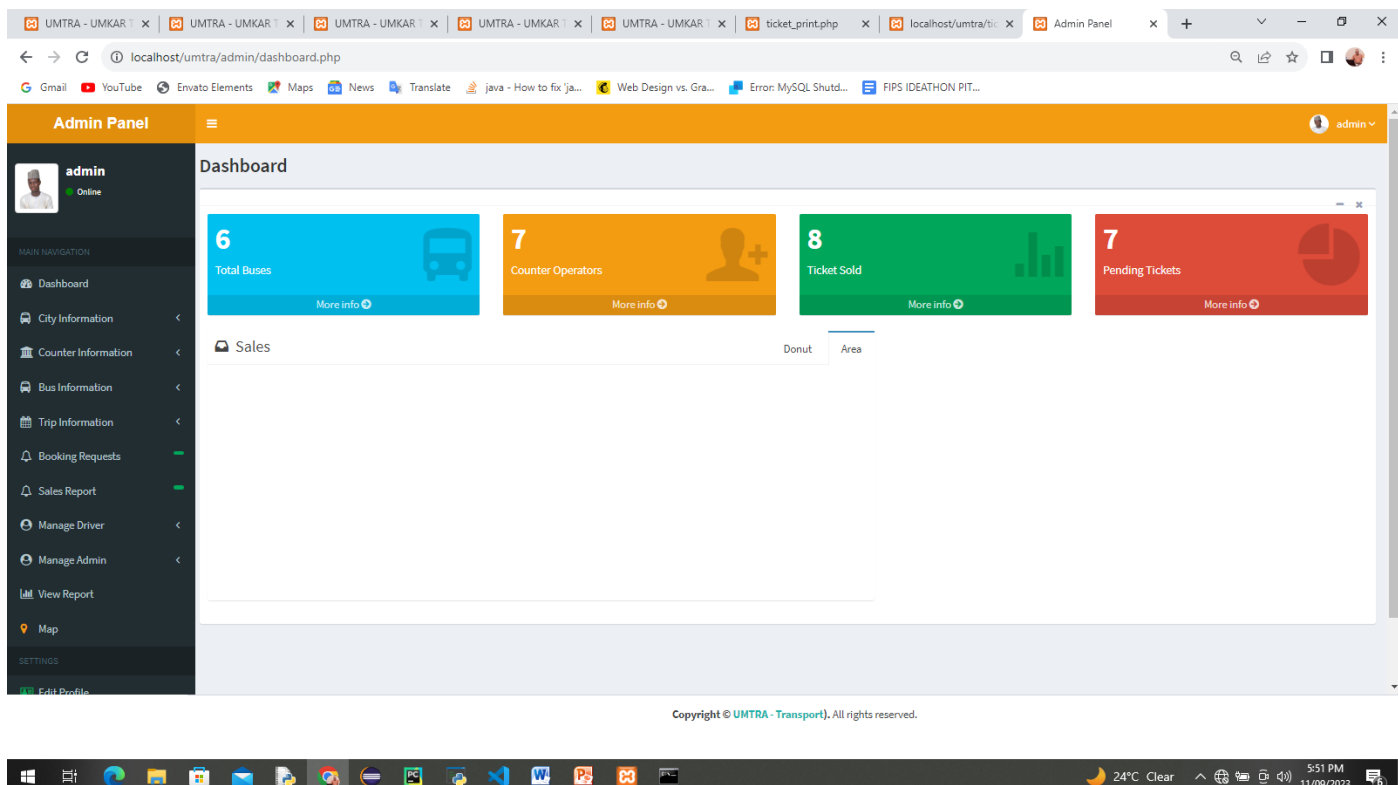 UMTRA - UMKAR T
UMTRA - UMKAR T
UMTRA - UMKAR T
UMTRA - UMKAR T
UMTRA - UMKAR T
ticket_print.php
localhost/umtra/tic
Admin Panel
localhost/umtra/admin/dashboard.php
Gmail YouTube Envato Elements Maps News Translate java - How to fix 'ja... Web Design vs. Gra... Error: MySQL Shutd... FIPS IDEATHON PIT...
Admin Panel
admin
admin
Online
MAIN NAVIGATION
Dashboard
City Information
Counter Information
Bus Information
Trip Information
Booking Requests
Sales Report
Manage Driver
Manage Admin
View Report
Map
SETTINGS
Edit Profile
Dashboard
6
Total Buses
More info
7
Counter Operators
More info
8
Ticket Sold
More info
7
Pending Tickets
More info
Sales
Donut Area
Copyright © UMTRA - Transport). All rights reserved.
24°C Clear
5:51 PM
11/09/2023